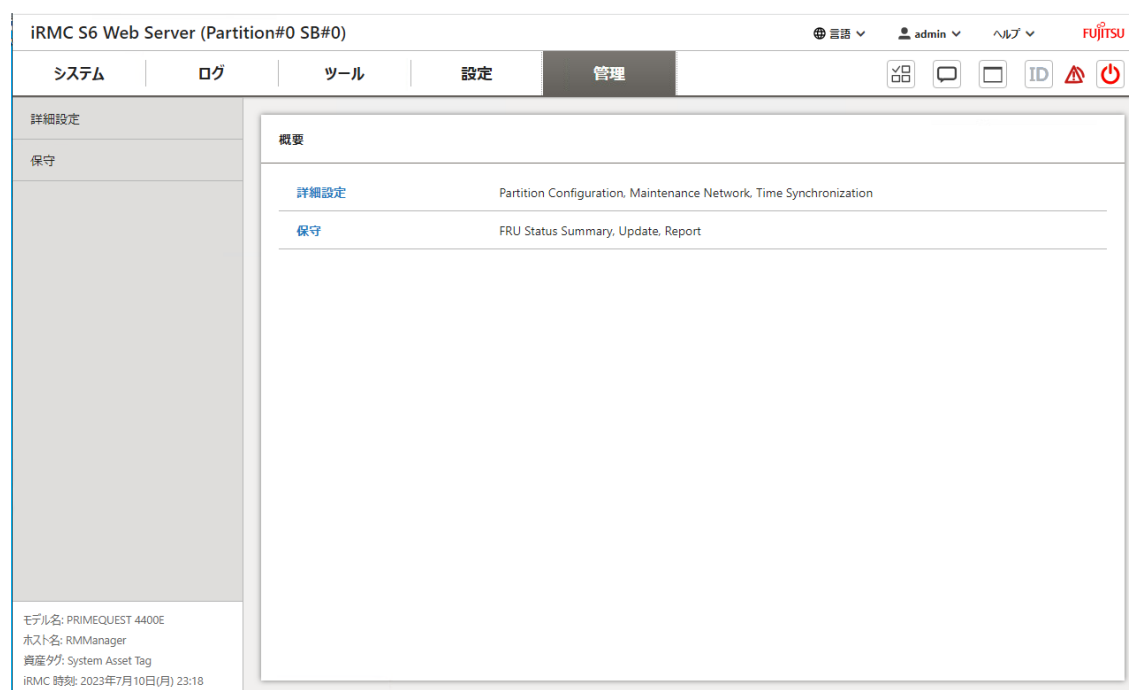 iRMC S6 Web Server (Partition#0 SB#0)
言語 admin ヘルプ FUJITSU
システム ログ ツール 設定 管理 ID
詳細設定
保守
概要
詳細設定 Partition Configuration, Maintenance Network, Time Synchronization
保守 FRU Status Summary, Update, Report
モデル名: PRIMEQUEST 4400E
ホスト名: RMManager
資産タグ: System Asset Tag
iRMC 時刻: 2023年7月10日(月) 23:18